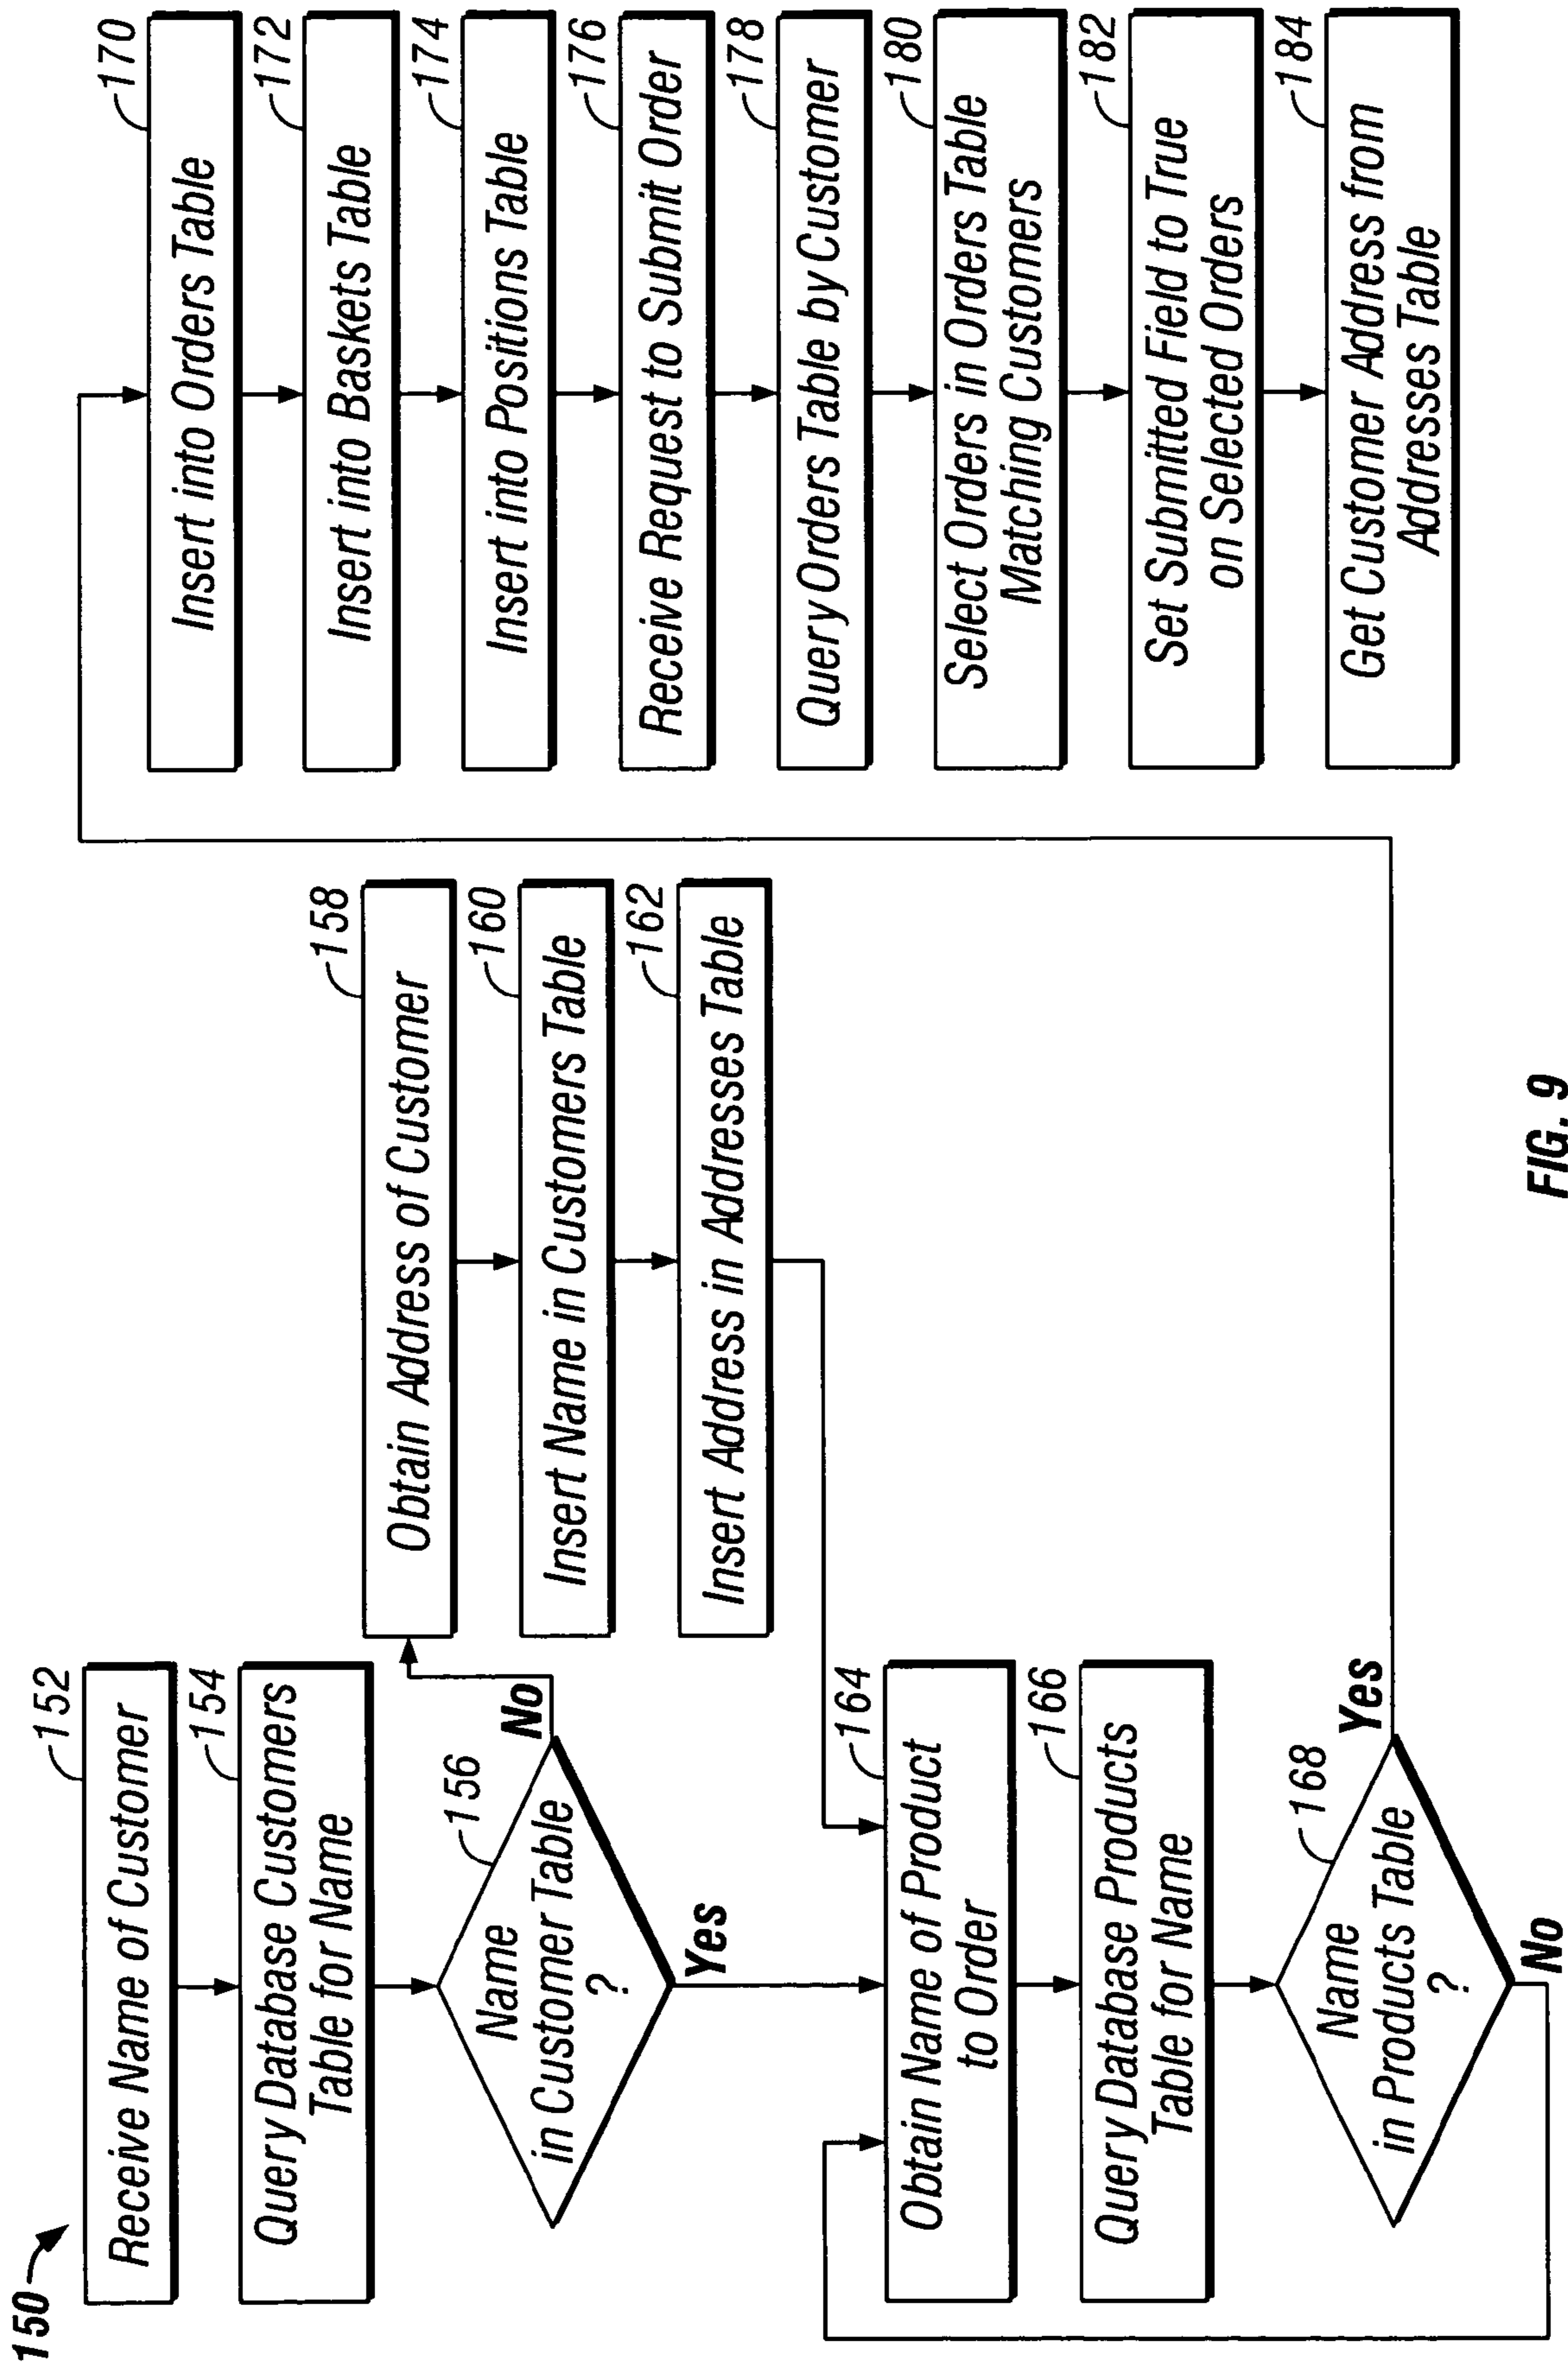 150
152
Receive Name of Customer
154
Query Database Customers
Table for Name
156
Name
in Customer Table
?
No
Yes
158
Obtain Address of Customer
160
Insert Name in Customers Table
162
Insert Address in Addresses Table
164
Obtain Name of Product
to Order
166
Query Database Products
Table for Name
168
Name
in Products Table
?
Yes
No
170
Insert into Orders Table
172
Insert into Baskets Table
174
Insert into Positions Table
176
Receive Request to Submit Order
178
Query Orders Table by Customer
180
Select Orders in Orders Table
Matching Customers
182
Set Submitted Field to True
on Selected Orders
184
Get Customer Address from
Addresses Table
FIG. 9